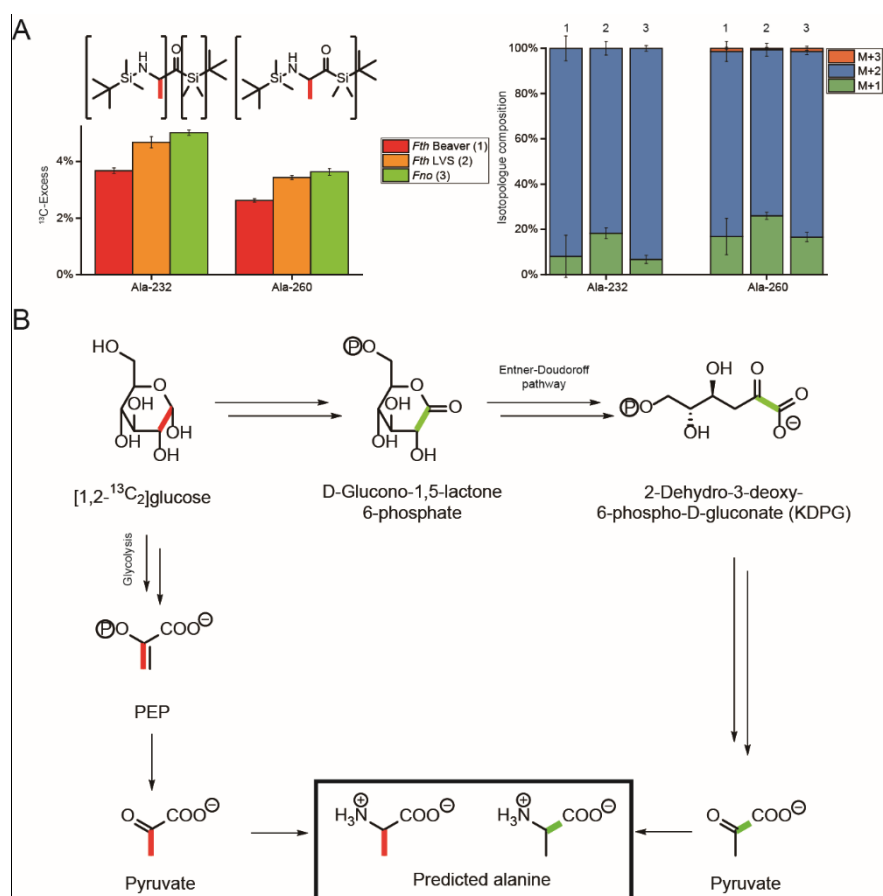 A
H
N
O
Si
Si
H
N
O
Si
Si
13C-Excess
4%
2%
0%
Ala-232
Ala-260
Fth Beaver (1)
Fth LVS (2)
Fno (3)
Isotopologue composition
100%
80%
60%
40%
20%
0%
1 2 3
1 2 3
Ala-232
Ala-260
M+3
M+2
M+1
B
HO
O
OH
OH
OH
OH
[1,2-13C2]glucose
PO
O
O
OH
OH
OH
D-Glucono-1,5-lactone
6-phosphate
Entner-Doudoroff
pathway
OH
O
O
PO
OH
O⊖
2-Dehydro-3-deoxy-
6-phospho-D-gluconate (KDPG)
Glycolysis
PO
COO⊖
PEP
O
COO⊖
Pyruvate
H3N⊕
COO⊖
H3N⊕
COO⊖
Predicted alanine
O
COO⊖
Pyruvate